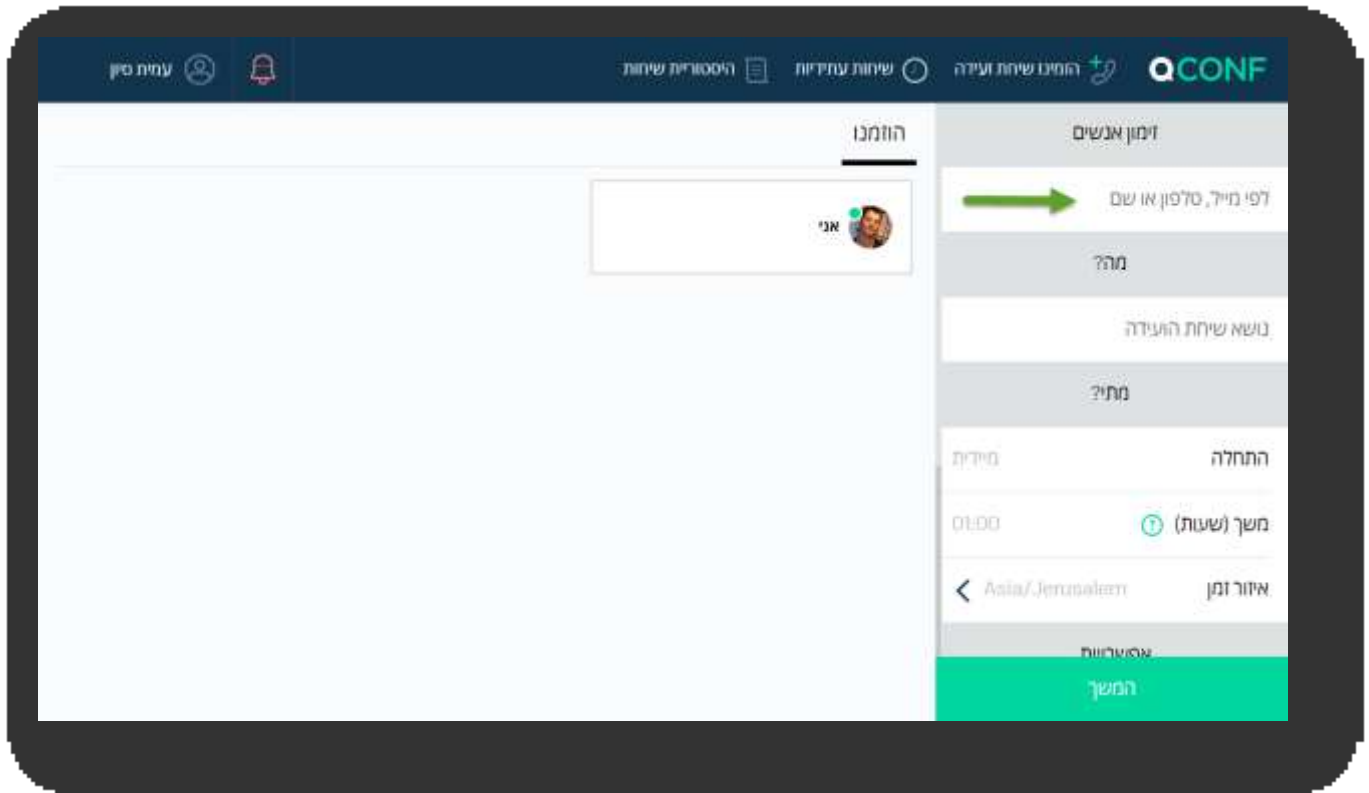 QCONF
הזמינו שיחת ועידה
שיחות עתידיות
היסטוריית שיחות
עמית סיון
זימון אנשים
לפי מייל, טלפון או שם
מה?
נושא שיחת הועידה
מתי?
התחלה מיידית
משך (שעות) ? 01:00
איזור זמן Asia/Jerusalem
אפשרויות
המשך
הוזמנו
אני